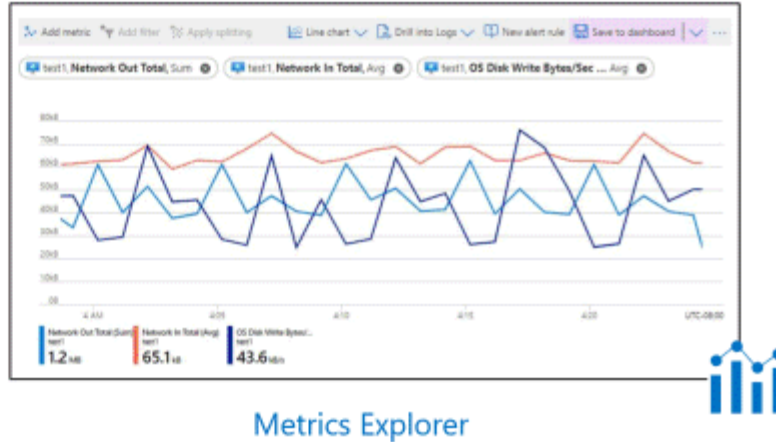 Add metric Add filter Apply splitting Line chart Drill into Logs New alert rule Save to dashboard ...
test1, Network Out Total, Sum test1, Network In Total, Avg test1, OS Disk Write Bytes/Sec ... Avg
80kB
70kB
60kB
50kB
40kB
30kB
20kB
10kB
0B
4 AM 4:05 4:10 4:15 4:20 UTC-08:00
Network Out Total (Sum) Network In Total (Avg) OS Disk Write Bytes/...
test1 test1 test1
1.2 MB 65.1 kB 43.6 kB/s
Metrics Explorer